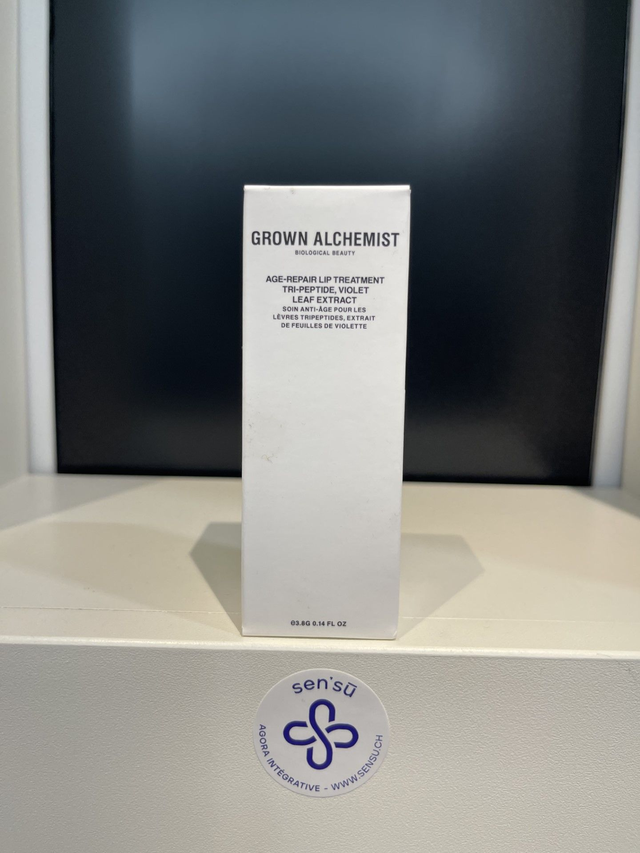 GROWN ALCHEMIST
BIOLOGICAL BEAUTY
AGE-REPAIR LIP TREATMENT
TRI-PEPTIDE, VIOLET
LEAF EXTRACT
SOIN ANTI-ÂGE POUR LES
LÈVRES TRIPEPTIDES, EXTRAIT
DE FEUILLES DE VIOLETTE
℮3.8G 0.14 FL OZ
sen'sū
AGORA INTÉGRATIVE - WWW.SENSU.CH